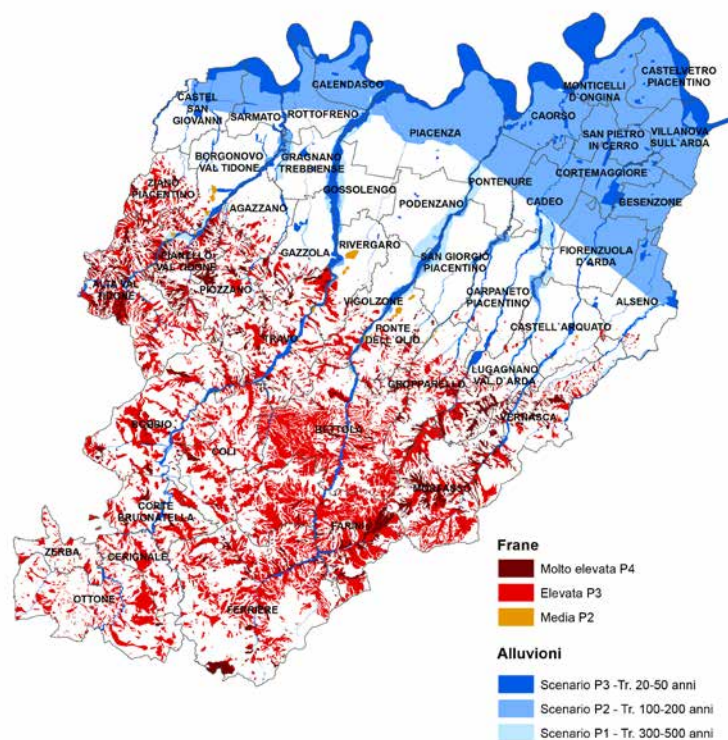 CASTELVETRO
PIACENTINO
MONTICELLI
D'ONGINA
CALENDASCO
CASTEL
SAN
GIOVANNI
SARMATO
ROTTOFRENO
CAORSO
PIACENZA
SAN PIETRO
IN CERRO
VILLANOVA
SULL'ARDA
BORGONOVO
VAL TIDONE
GRAGNANO
TREBBIENSE
CORTEMAGGIORE
ZIANO
PIACENTINO
GOSSOLENGO
PONTENURE
CADEO
BESENZONE
AGAZZANO
PODENZANO
GAZZOLA
RIVERGARO
SAN GIORGIO
PIACENTINO
FIORENZUOLA
D'ARDA
PIANELLO
VAL TIDONE
ALTA VAL
TIDONE
PIOZZANO
VIGOLZONE
CARPANETO
PIACENTINO
ALSENO
TRAVO
PONTE
DELL'OLIO
CASTELL'ARQUATO
GROPPARELLO
LUGAGNANO
VAL D'ARDA
VERNASCA
BOBBIO
BETTOLA
COLI
MORFASSO
CORTE
BRUGNATELLA
FARINI
ZERBA
CERIGNALE
OTTONE
FERRIERE
Frane
Molto elevata P4
Elevata P3
Media P2
Alluvioni
Scenario P3 -Tr. 20-50 anni
Scenario P2 - Tr. 100-200 anni
Scenario P1 - Tr. 300-500 anni